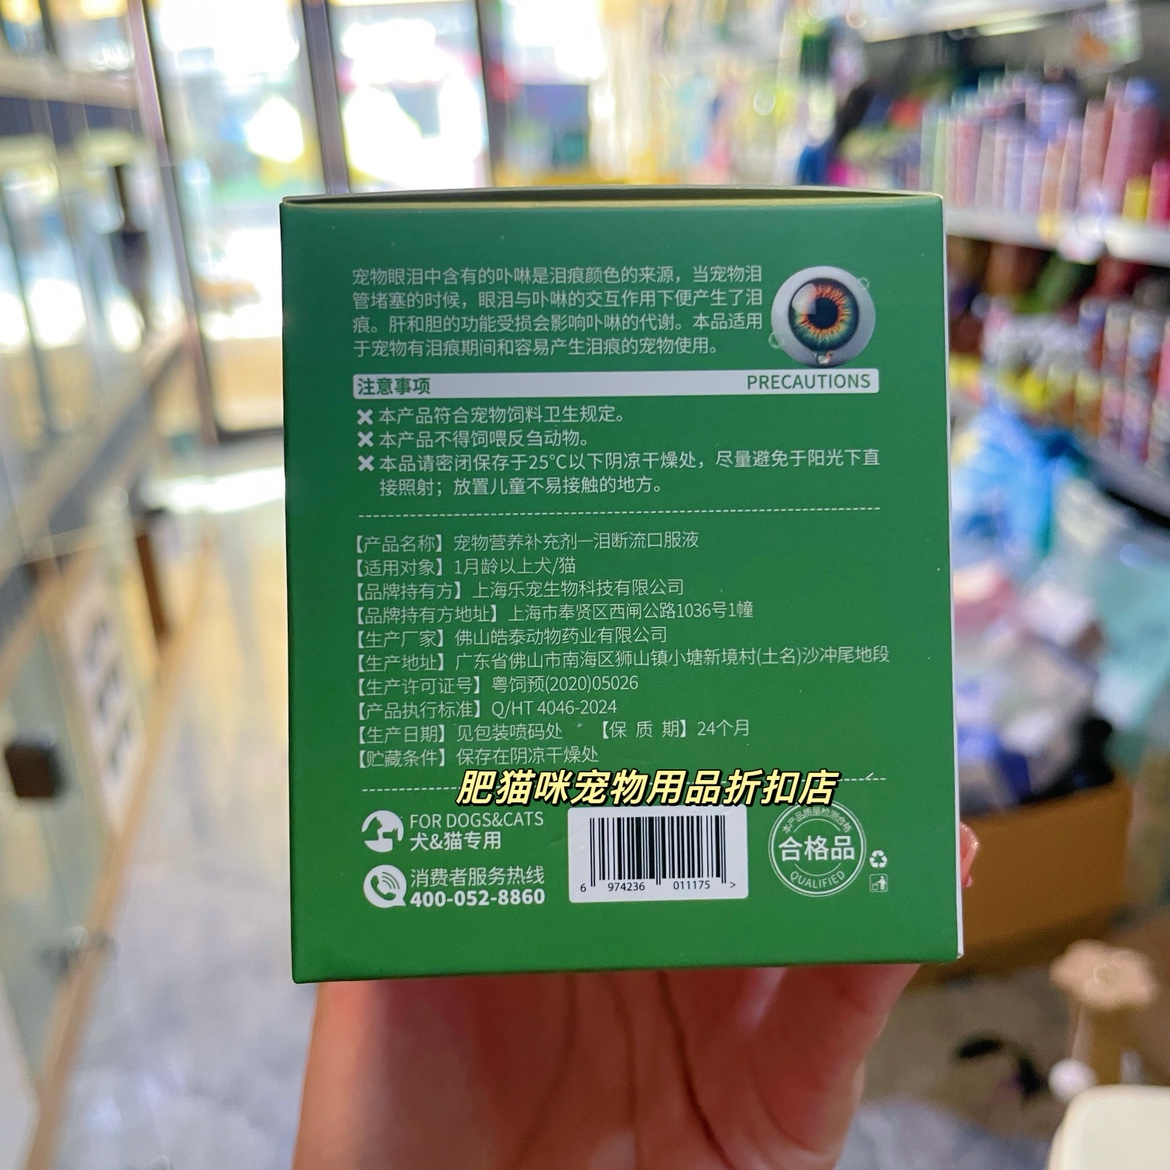 宠物眼泪中含有的卟啉是泪痕颜色的来源，当宠物泪
管堵塞的时候，眼泪与卟啉的交互作用下便产生了泪
痕。肝和胆的功能受损会影响卟啉的代谢。本品适用
于宠物有泪痕期间和容易产生泪痕的宠物使用。
注意事项 PRECAUTIONS
本产品符合宠物饲料卫生规定。
本产品不得饲喂反刍动物。
本品请密闭保存于25℃以下阴凉干燥处，尽量避免于阳光下直
接照射；放置儿童不易接触的地方。
【产品名称】宠物营养补充剂—泪断流口服液
【适用对象】1月龄以上犬/猫
【品牌持有方】上海乐宠生物科技有限公司
【品牌持有方地址】上海市奉贤区西闸公路1036号1幢
【生产厂家】佛山皓泰动物药业有限公司
【生产地址】广东省佛山市南海区狮山镇小塘新境村(土名)沙冲尾地段
【生产许可证号】粤饲预(2020)05026
【产品执行标准】Q/HT 4046-2024
【生产日期】见包装喷码处 【保 质 期】24个月
【贮藏条件】保存在阴凉干燥处
肥猫咪宠物用品折扣店
FOR DOGS&CATS
犬&猫专用
消费者服务热线
400-052-8860
6 974236 011175 >
本产品质量检测合格
合格品
QUALIFIED